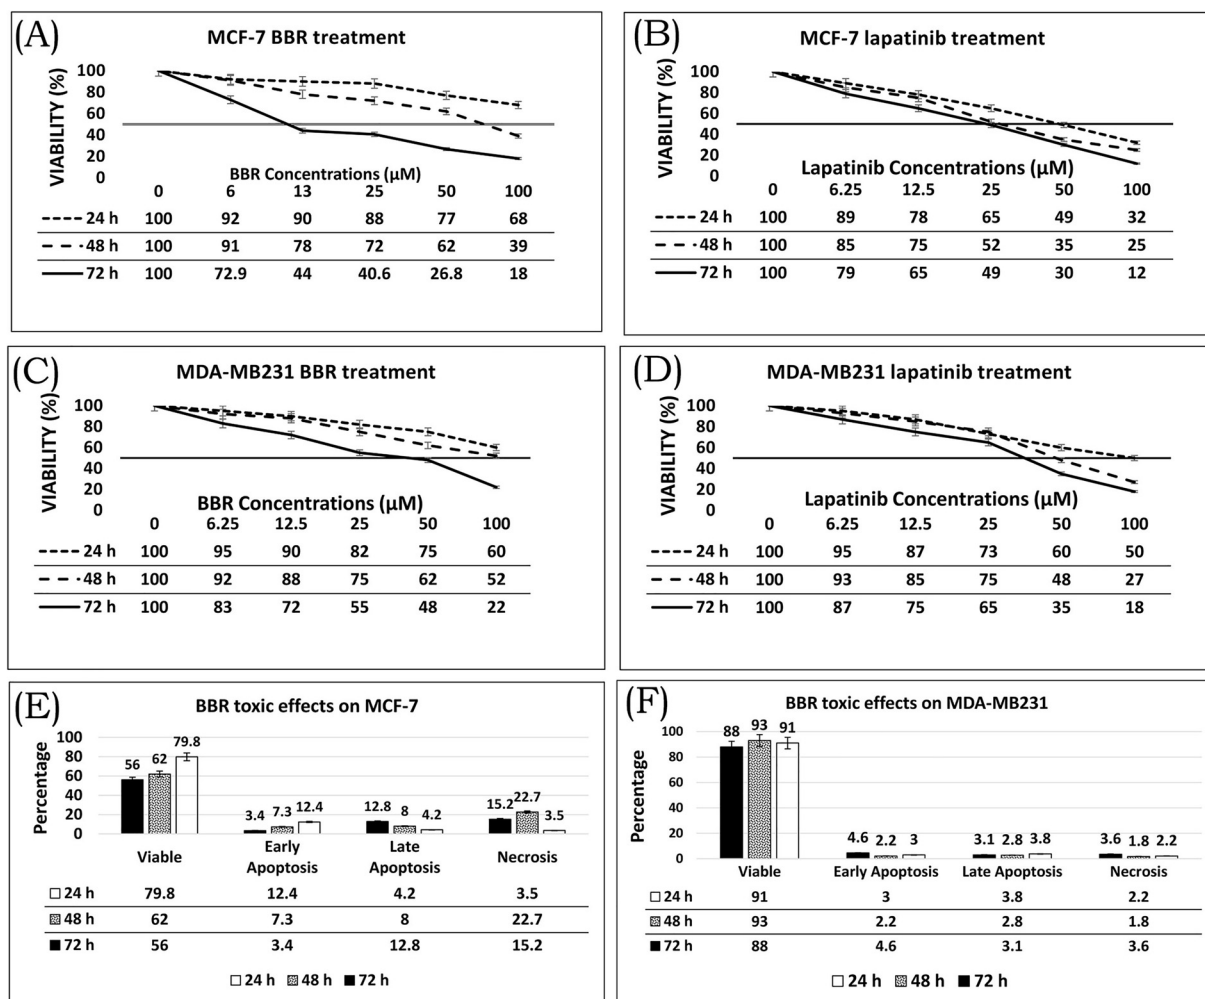 (A)
MCF-7 BBR treatment
VIABILITY (%)
100
80
60
40
20
0
BBR Concentrations (µM)
0 6 13 25 50 100
24 h 100 92 90 88 77 68
48 h 100 91 78 72 62 39
72 h 100 72.9 44 40.6 26.8 18
(B)
MCF-7 lapatinib treatment
VIABILITY (%)
100
80
60
40
20
0
Lapatinib Concentrations (µM)
0 6.25 12.5 25 50 100
24 h 100 89 78 65 49 32
48 h 100 85 75 52 35 25
72 h 100 79 65 49 30 12
(C)
MDA-MB231 BBR treatment
VIABILITY (%)
100
80
60
40
20
0
BBR Concentrations (µM)
0 6.25 12.5 25 50 100
24 h 100 95 90 82 75 60
48 h 100 92 88 75 62 52
72 h 100 83 72 55 48 22
(D)
MDA-MB231 lapatinib treatment
VIABILITY (%)
100
80
60
40
20
0
Lapatinib Concentrations (µM)
0 6.25 12.5 25 50 100
24 h 100 95 87 73 60 50
48 h 100 93 85 75 48 27
72 h 100 87 75 65 35 18
(E)
BBR toxic effects on MCF-7
Percentage
100
80
60
40
20
0
56 62 79.8
3.4 7.3 12.4
12.8 8 4.2
15.2 22.7 3.5
Viable Early Apoptosis Late Apoptosis Necrosis
24 h 79.8 12.4 4.2 3.5
48 h 62 7.3 8 22.7
72 h 56 3.4 12.8 15.2
24 h 48 h 72 h
(F)
BBR toxic effects on MDA-MB231
Percentage
100
80
60
40
20
0
88 93 91
4.6 2.2 3
3.1 2.8 3.8
3.6 1.8 2.2
Viable Early Apoptosis Late Apoptosis Necrosis
24 h 91 3 3.8 2.2
48 h 93 2.2 2.8 1.8
72 h 88 4.6 3.1 3.6
24 h 48 h 72 h